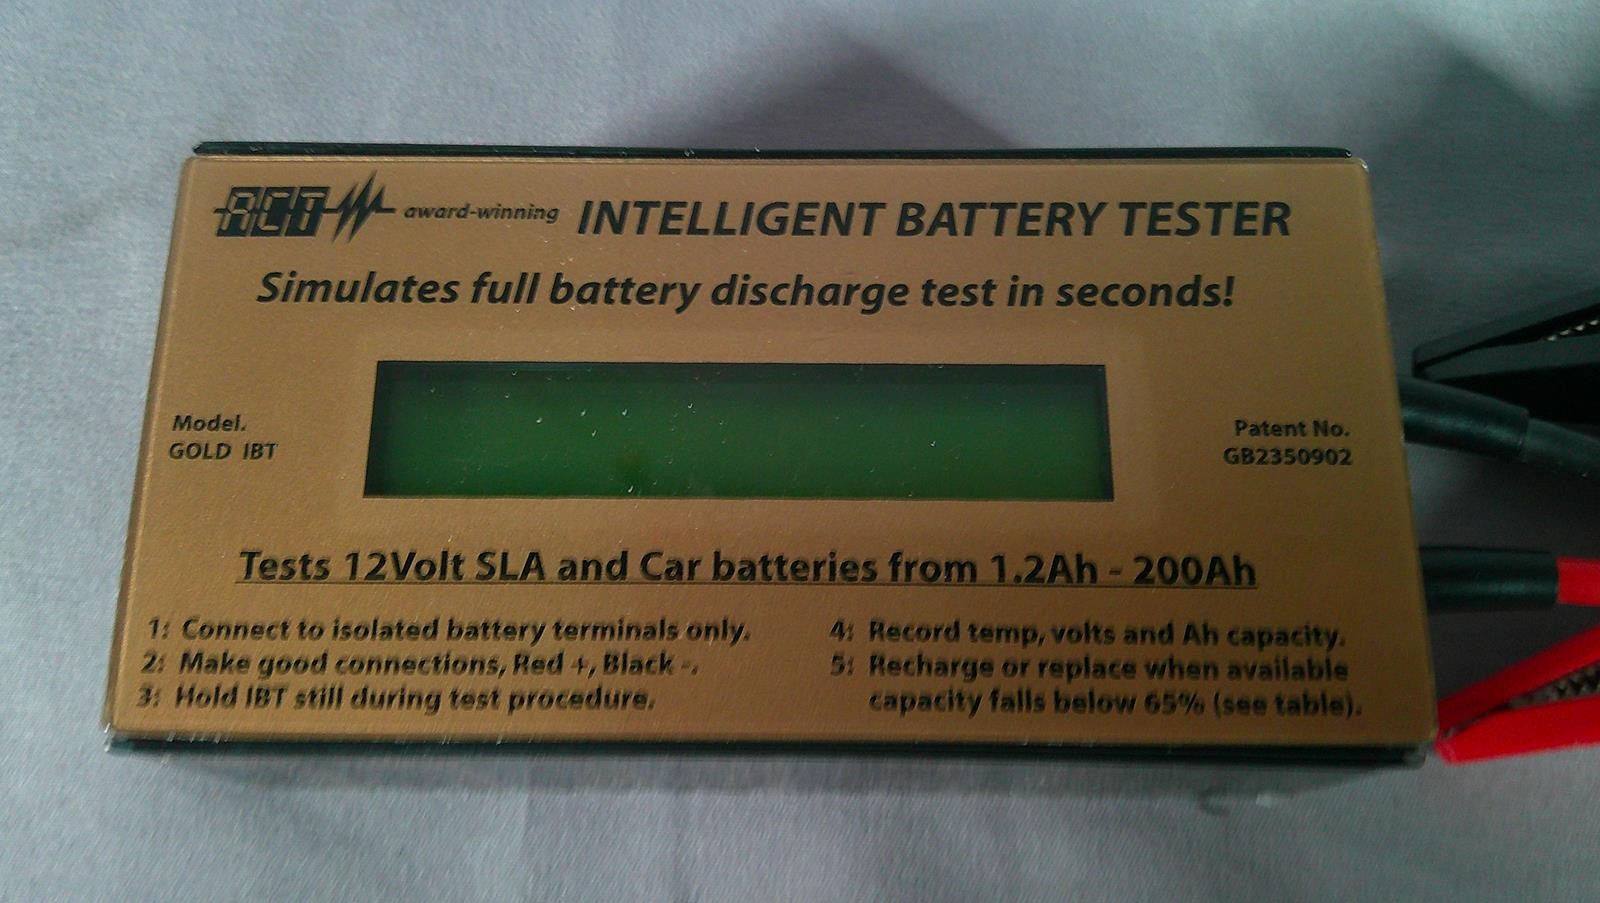 ACT award-winning INTELLIGENT BATTERY TESTER
Simulates full battery discharge test in seconds!
Model.
GOLD IBT
Patent No.
GB2350902
Tests 12Volt SLA and Car batteries from 1.2Ah - 200Ah
1: Connect to isolated battery terminals only.
2: Make good connections, Red +, Black -.
3: Hold IBT still during test procedure.
4: Record temp, volts and Ah capacity.
5: Recharge or replace when available
capacity falls below 65% (see table).